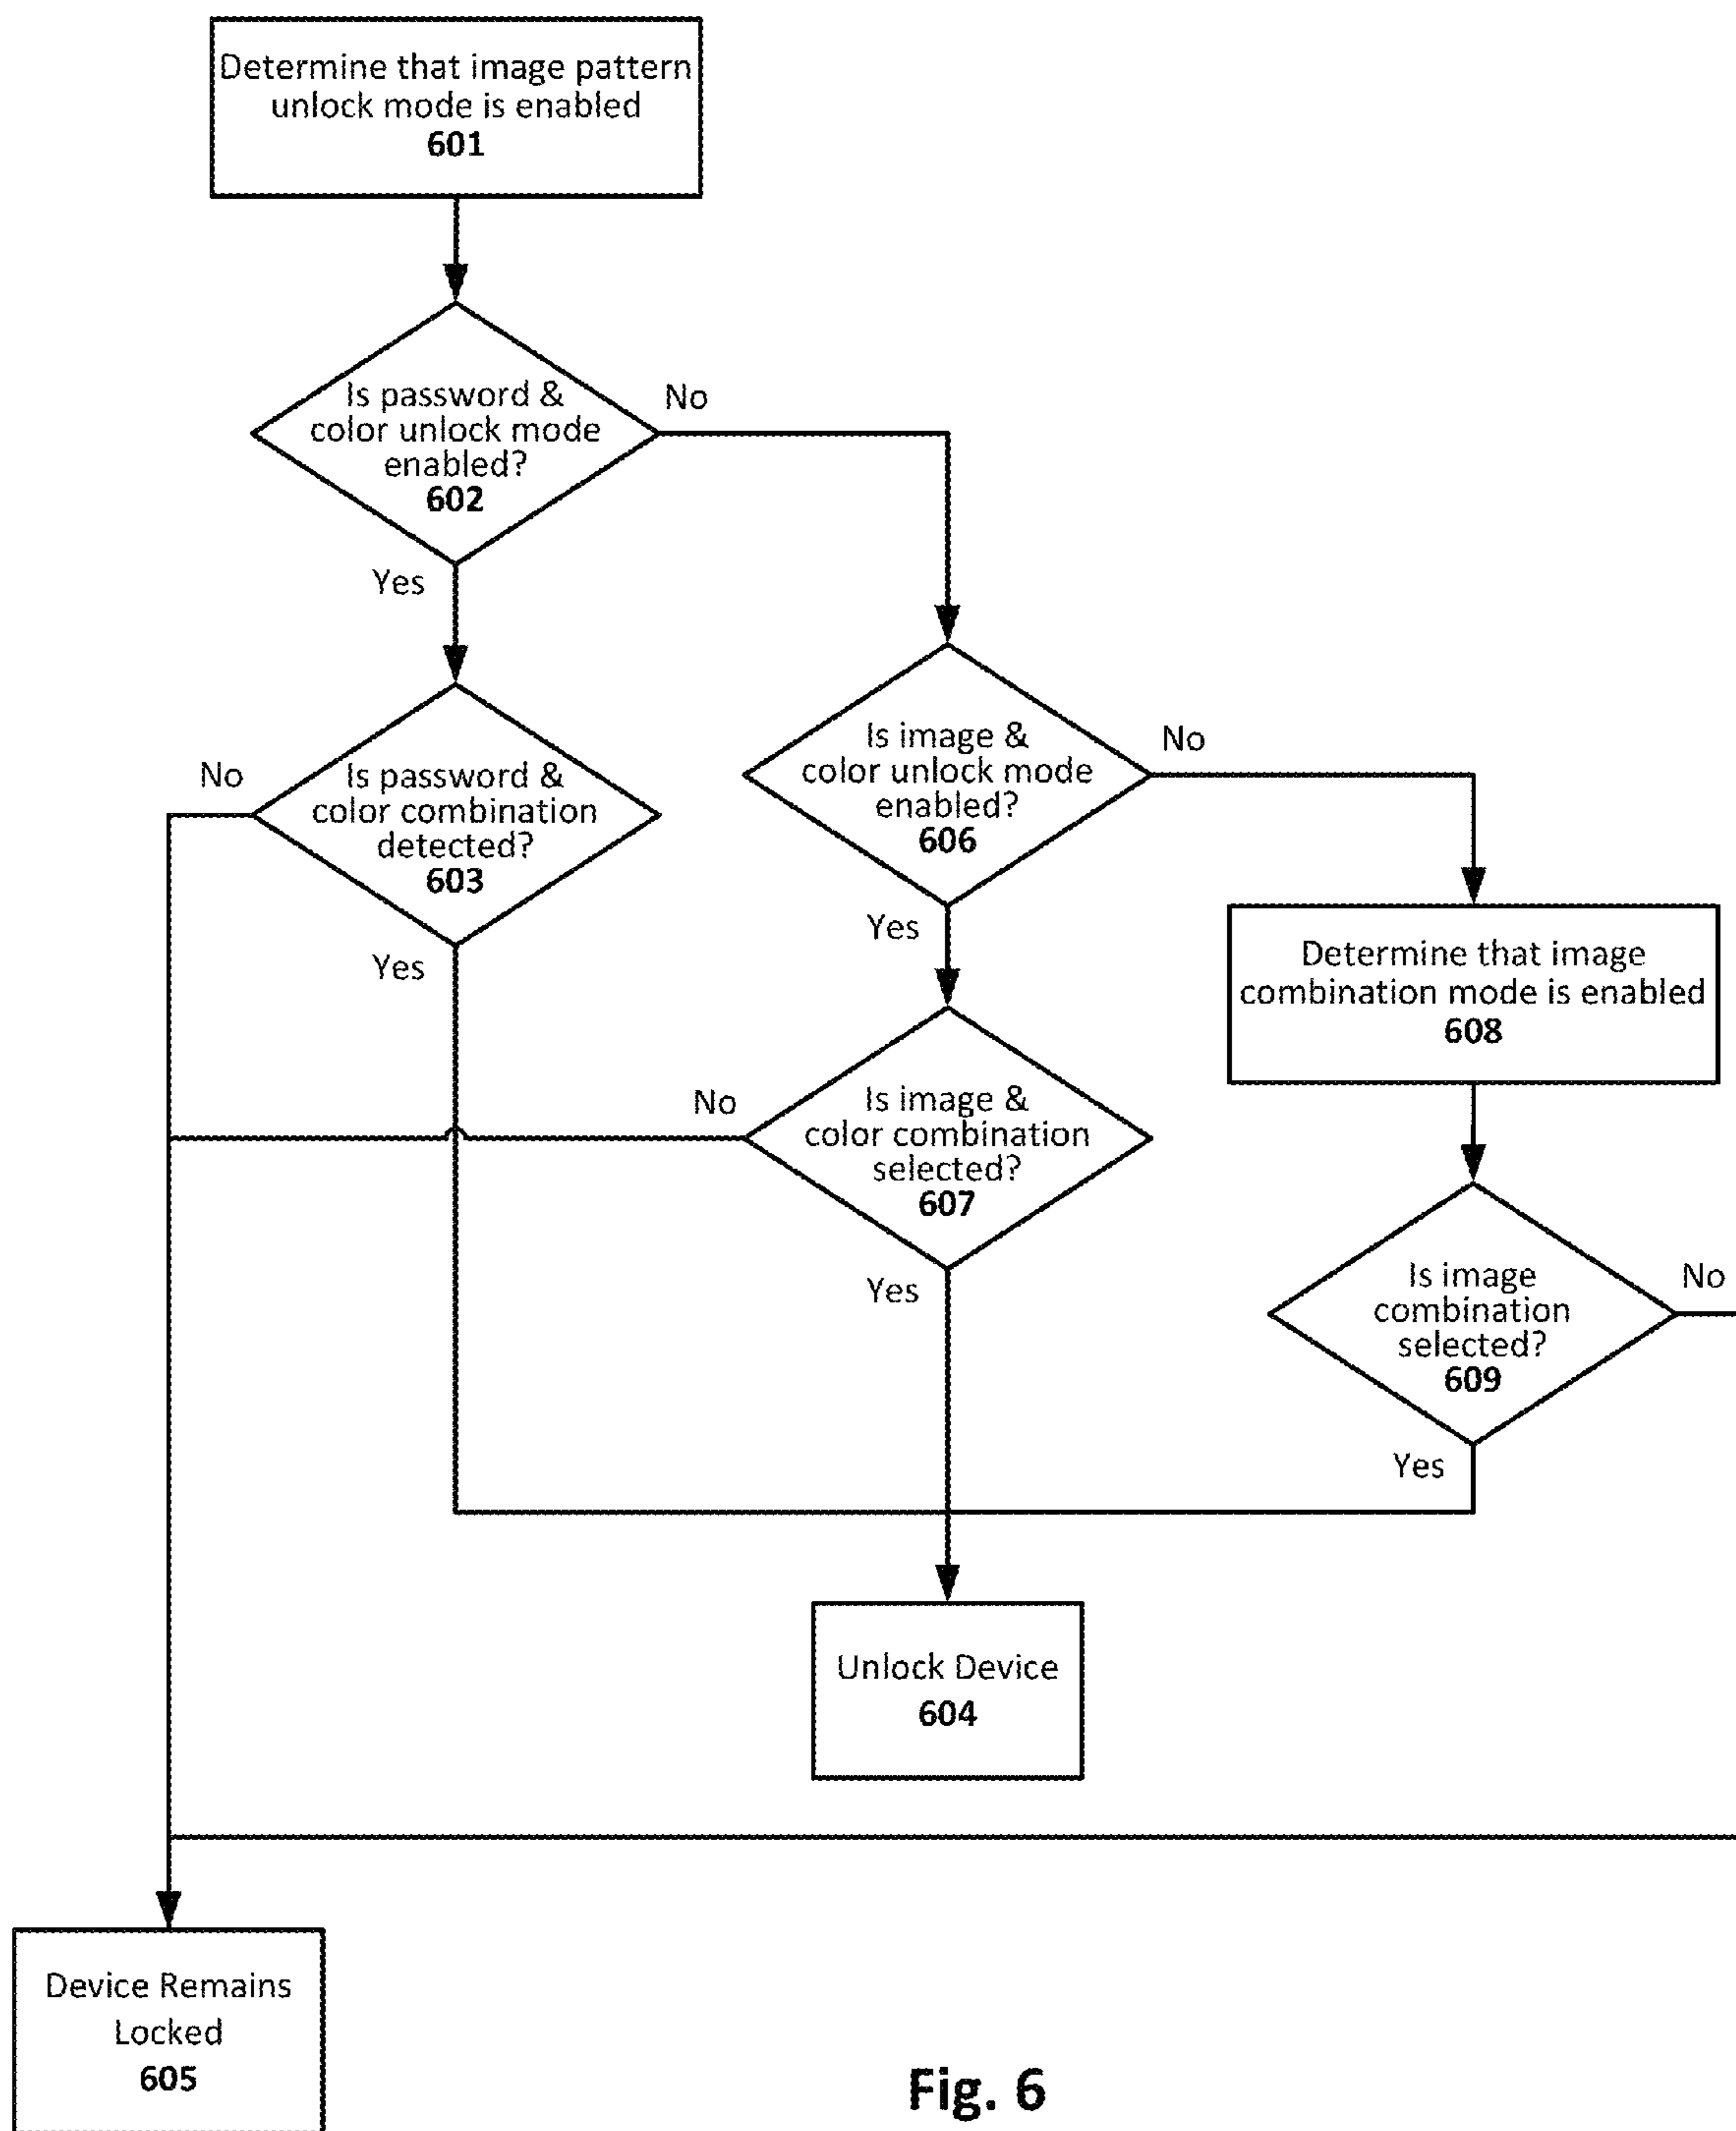 Determine that image pattern
unlock mode is enabled
601
Is password &
color unlock mode
enabled?
602
No
Yes
Is password &
color combination
detected?
603
No
Yes
Is image &
color unlock mode
enabled?
606
No
Yes
Determine that image
combination mode is enabled
608
Is image &
color combination
selected?
607
No
Yes
Is image
combination
selected?
609
No
Yes
Unlock Device
604
Device Remains
Locked
605
Fig. 6